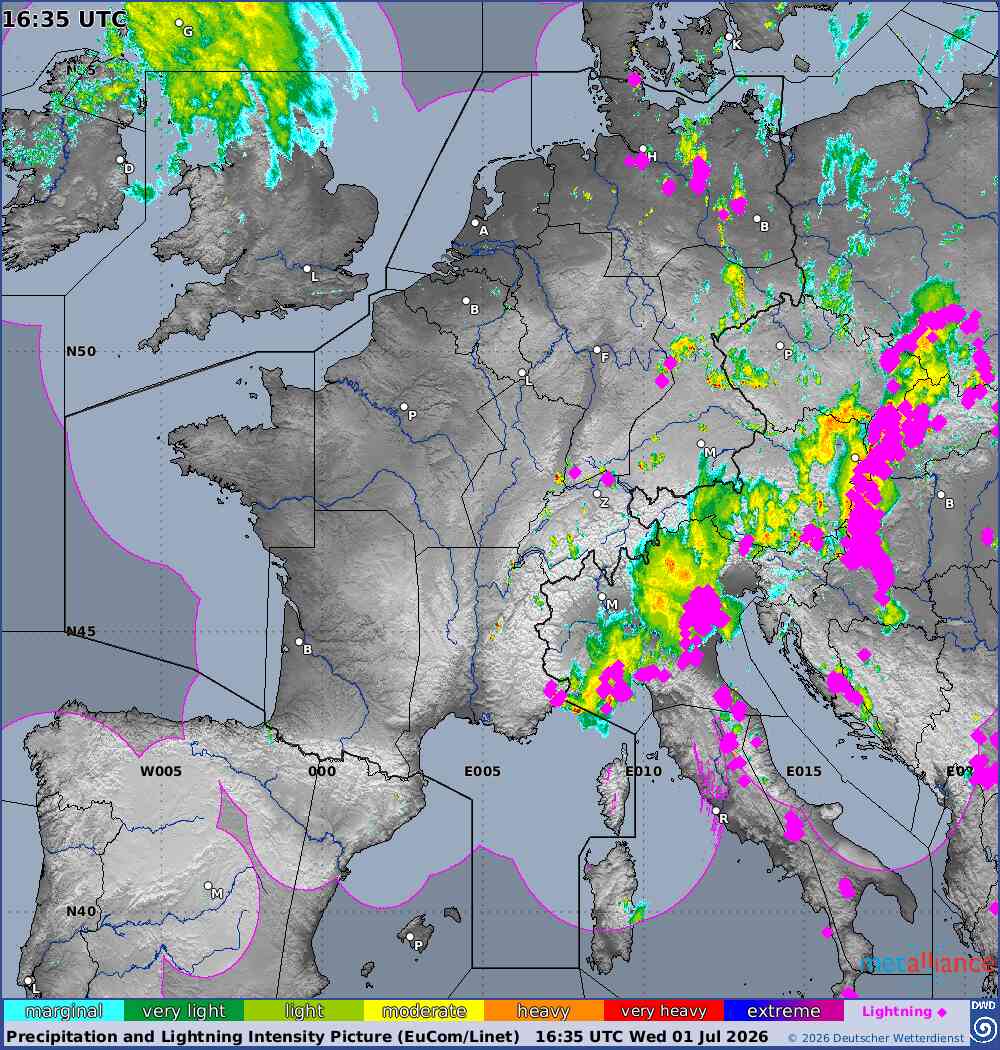 16:35 UTC
G
K
N55
D
H
A
B
L
B
N50
F
P
L
P
M
Z
B
M
N45
B
W005
000
E005
E010
E015
R
M
N40
P
L
metalliance
marginal
very light
light
moderate
heavy
very heavy
extreme
Lightning
DWD
Precipitation and Lightning Intensity Picture (EuCom/Linet) 16:35 UTC Wed 01 Jul 2026
© 2026 Deutscher Wetterdienst